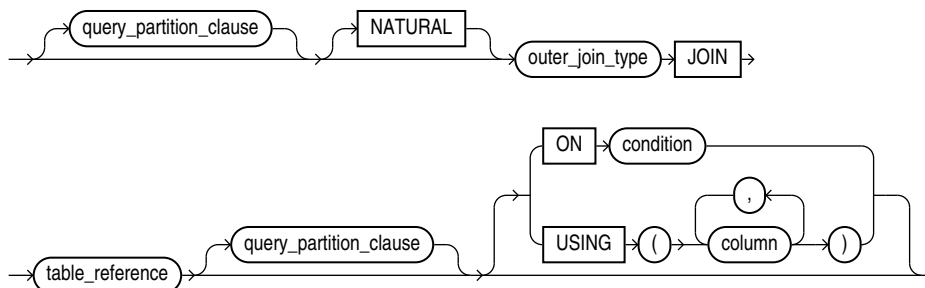 query_partition_clause NATURAL
outer_join_type JOIN
ON condition
,
query_partition_clause USING ( column )
table_reference